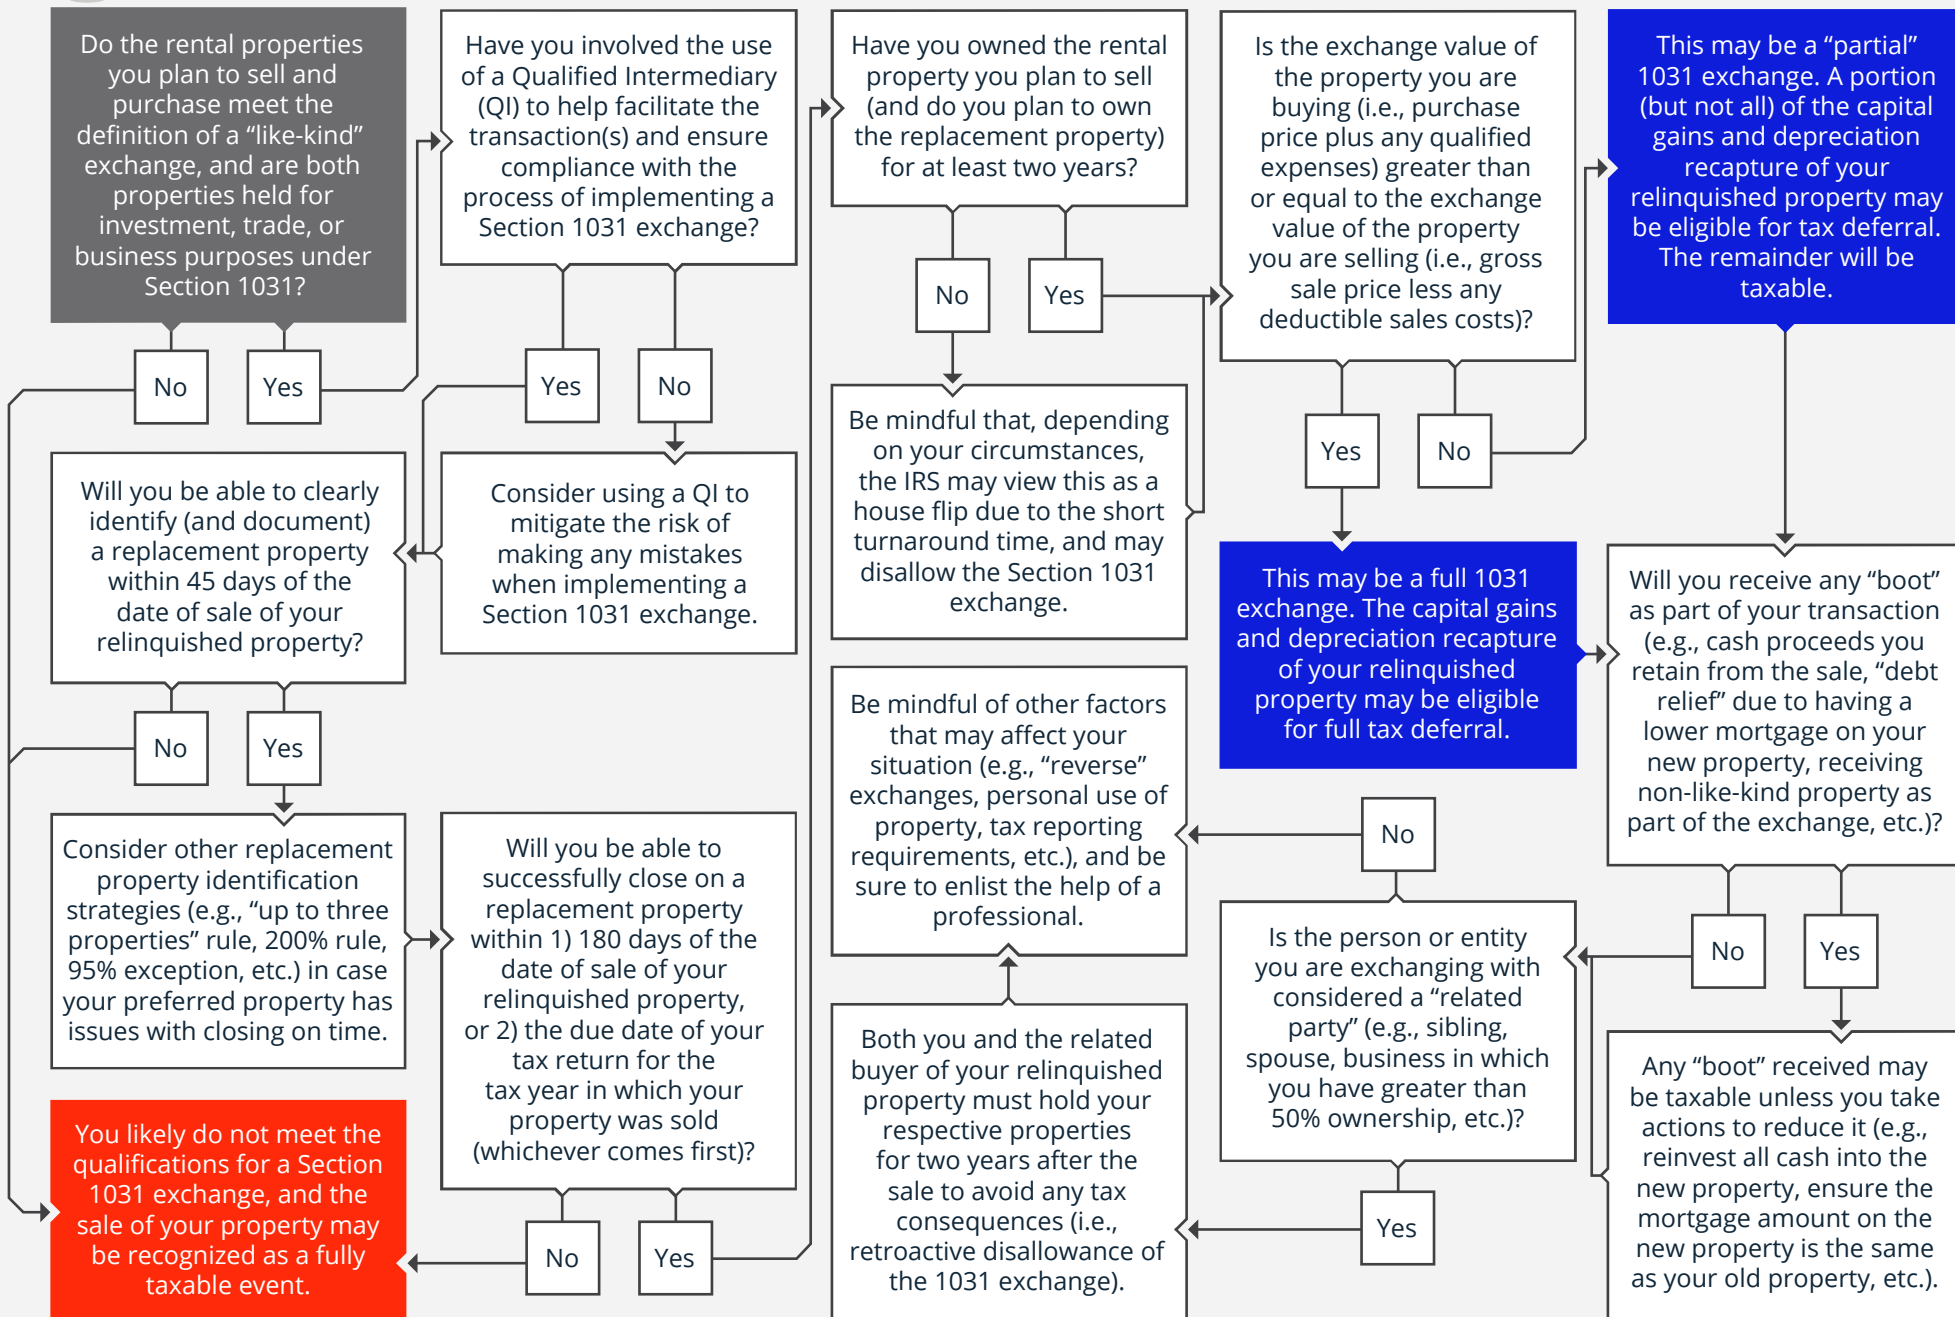 Do the rental properties
you plan to sell and
purchase meet the
definition of a “like-kind”
exchange, and are both
properties held for
investment, trade, or
business purposes under
Section 1031?
No
Yes
Have you involved the use
of a Qualified Intermediary
(QI) to help facilitate the
transaction(s) and ensure
compliance with the
process of implementing a
Section 1031 exchange?
Yes
No
Consider using a QI to
mitigate the risk of
making any mistakes
when implementing a
Section 1031 exchange.
Will you be able to clearly
identify (and document)
a replacement property
within 45 days of the
date of sale of your
relinquished property?
No
Yes
Consider other replacement
property identification
strategies (e.g., “up to three
properties” rule, 200% rule,
95% exception, etc.) in case
your preferred property has
issues with closing on time.
Will you be able to
successfully close on a
replacement property
within 1) 180 days of the
date of sale of your
relinquished property,
or 2) the due date of your
tax return for the
tax year in which your
property was sold
(whichever comes first)?
No
Yes
You likely do not meet the
qualifications for a Section
1031 exchange, and the
sale of your property may
be recognized as a fully
taxable event.
Have you owned the rental
property you plan to sell
(and do you plan to own
the replacement property)
for at least two years?
No
Yes
Be mindful that, depending
on your circumstances,
the IRS may view this as a
house flip due to the short
turnaround time, and may
disallow the Section 1031
exchange.
Is the exchange value of
the property you are
buying (i.e., purchase
price plus any qualified
expenses) greater than
or equal to the exchange
value of the property
you are selling (i.e., gross
sale price less any
deductible sales costs)?
Yes
No
This may be a full 1031
exchange. The capital gains
and depreciation recapture
of your relinquished
property may be eligible
for full tax deferral.
This may be a “partial”
1031 exchange. A portion
(but not all) of the capital
gains and depreciation
recapture of your
relinquished property may
be eligible for tax deferral.
The remainder will be
taxable.
Will you receive any “boot”
as part of your transaction
(e.g., cash proceeds you
retain from the sale, “debt
relief” due to having a
lower mortgage on your
new property, receiving
non-like-kind property as
part of the exchange, etc.)?
No
Yes
Any “boot” received may
be taxable unless you take
actions to reduce it (e.g.,
reinvest all cash into the
new property, ensure the
mortgage amount on the
new property is the same
as your old property, etc.).
Is the person or entity
you are exchanging with
considered a “related
party” (e.g., sibling,
spouse, business in which
you have greater than
50% ownership, etc.)?
No
Yes
Both you and the related
buyer of your relinquished
property must hold your
respective properties
for two years after the
sale to avoid any tax
consequences (i.e.,
retroactive disallowance of
the 1031 exchange).
Be mindful of other factors
that may affect your
situation (e.g., “reverse”
exchanges, personal use of
property, tax reporting
requirements, etc.), and be
sure to enlist the help of a
professional.